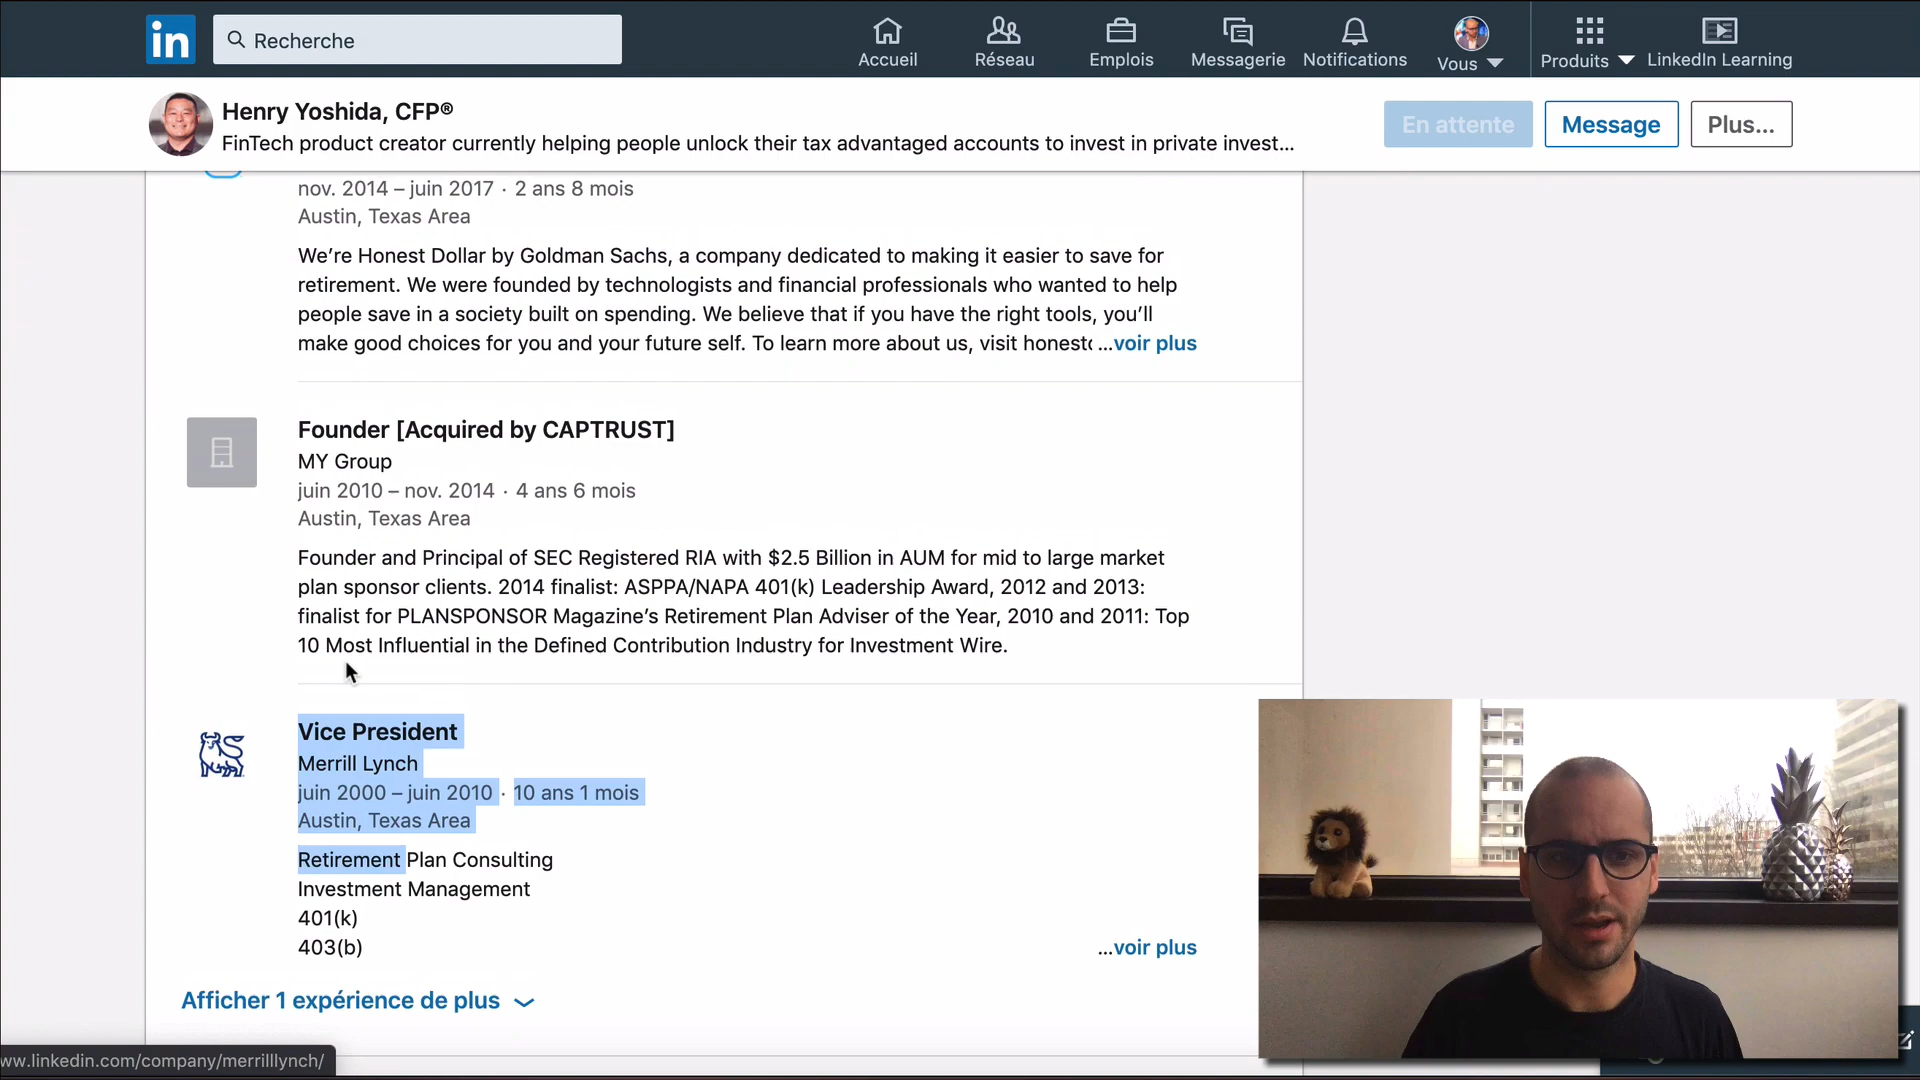 in
Recherche
Accueil
Réseau
Emplois
Messagerie
Notifications
Vous
Produits
LinkedIn Learning
Henry Yoshida, CFP®
FinTech product creator currently helping people unlock their tax advantaged accounts to invest in private invest...
En attente
Message
Plus...
nov. 2014 – juin 2017 · 2 ans 8 mois
Austin, Texas Area
We’re Honest Dollar by Goldman Sachs, a company dedicated to making it easier to save for
retirement. We were founded by technologists and financial professionals who wanted to help
people save in a society built on spending. We believe that if you have the right tools, you’ll
make good choices for you and your future self. To learn more about us, visit honestc ...voir plus
Founder [Acquired by CAPTRUST]
MY Group
juin 2010 – nov. 2014 · 4 ans 6 mois
Austin, Texas Area
Founder and Principal of SEC Registered RIA with $2.5 Billion in AUM for mid to large market
plan sponsor clients. 2014 finalist: ASPPA/NAPA 401(k) Leadership Award, 2012 and 2013:
finalist for PLANSPONSOR Magazine’s Retirement Plan Adviser of the Year, 2010 and 2011: Top
10 Most Influential in the Defined Contribution Industry for Investment Wire.
Vice President
Merrill Lynch
juin 2000 – juin 2010 · 10 ans 1 mois
Austin, Texas Area
Retirement Plan Consulting
Investment Management
401(k)
403(b) ...voir plus
Afficher 1 expérience de plus
ww.linkedin.com/company/merrilllynch/